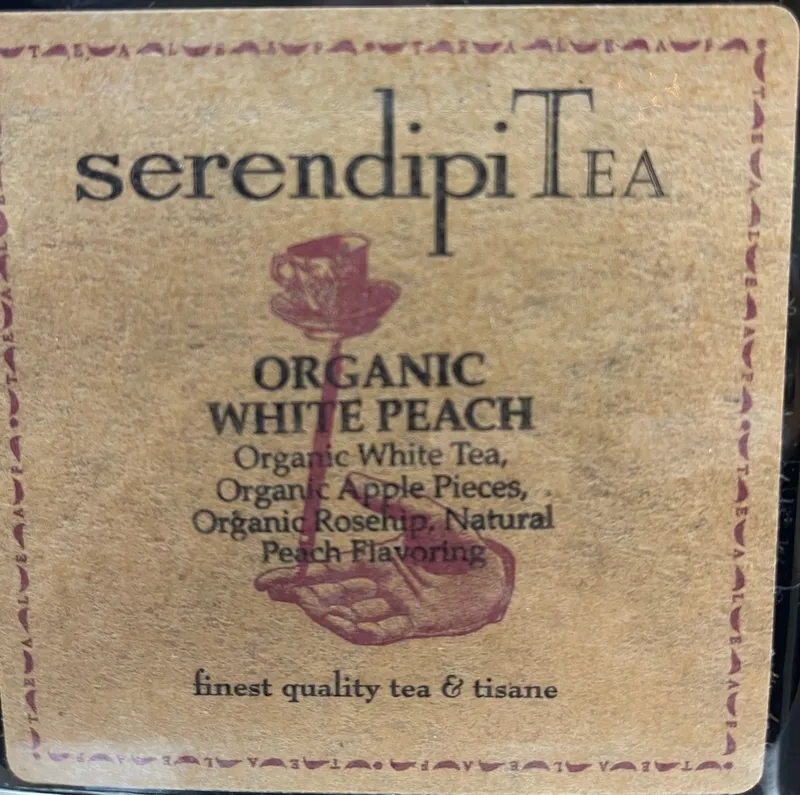 serendipiTEA
ORGANIC
WHITE PEACH
Organic White Tea,
Organic Apple Pieces,
Organic Rosehip, Natural
Peach Flavoring
finest quality tea & tisane